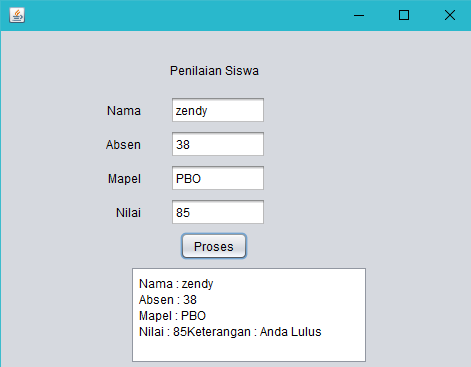 Penilaian Siswa
Nama zendy
Absen 38
Mapel PBO
Nilai 85
Proses
Nama : zendy
Absen : 38
Mapel : PBO
Nilai : 85Keterangan : Anda Lulus